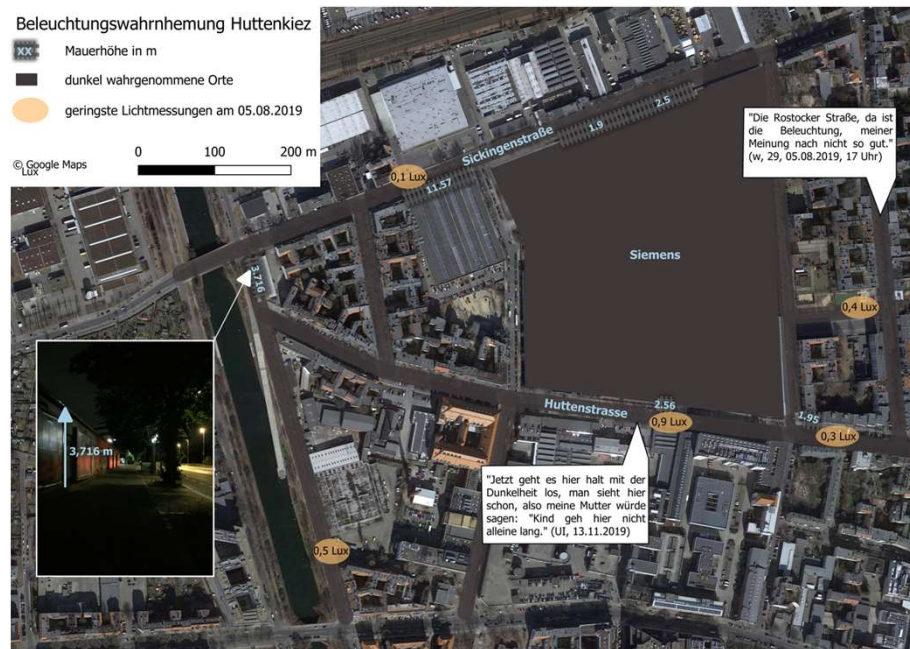 Beleuchtungswahrnhemung Huttenkiez
xx Mauerhöhe in m
dunkel wahrgenommene Orte
geringste Lichtmessungen am 05.08.2019
© Google Maps
Lux
0 100 200 m
Sickingenstraße
1.9
2.5
0,1 Lux
11.57
"Die Rostocker Straße, da ist
die Beleuchtung, meiner
Meinung nach nicht so gut."
(w, 29, 05.08.2019, 17 Uhr)
Siemens
3.716
0,4 Lux
3,716 m
Huttenstrasse
2.56
0,9 Lux
1.95
0,3 Lux
"Jetzt geht es hier halt mit der
Dunkelheit los, man sieht hier
schon, also meine Mutter würde
sagen: "Kind geh hier nicht
alleine lang." (UI, 13.11.2019)
0,5 Lux